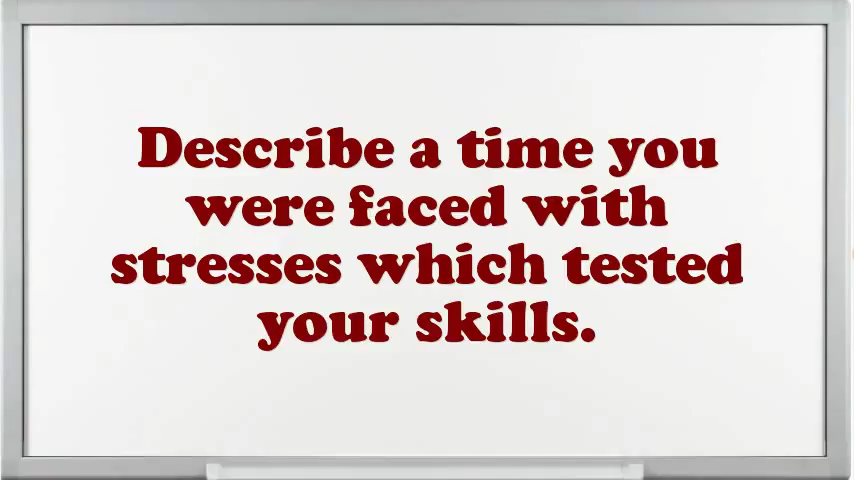 Describe a time you
were faced with
stresses which tested
your skills.